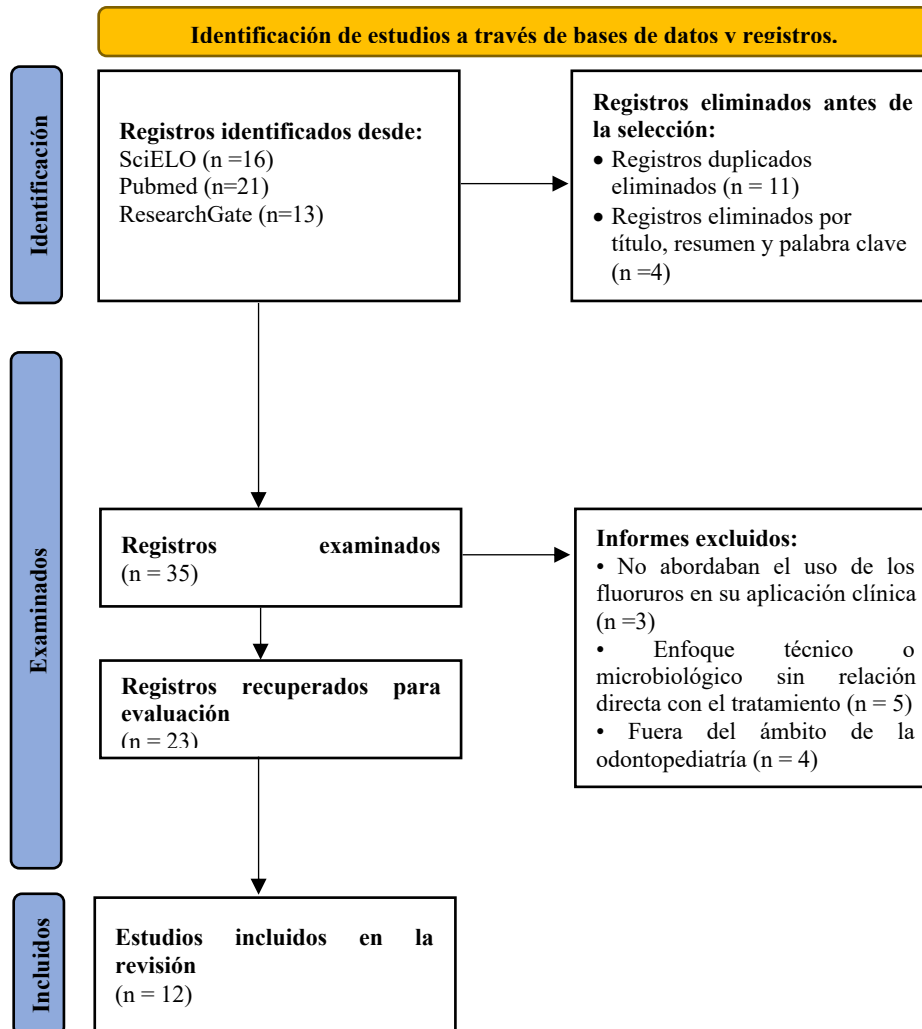 Identificación de estudios a través de bases de datos y registros.
Identificación
Registros identificados desde:
SciELO (n =16)
Pubmed (n=21)
ResearchGate (n=13)
Registros eliminados antes de
la selección:
• Registros duplicados
eliminados (n = 11)
• Registros eliminados por
título, resumen y palabra clave
(n =4)
Examinados
Registros examinados
(n = 35)
Informes excluidos:
• No abordaban el uso de los
fluoruros en su aplicación clínica
(n =3)
• Enfoque técnico o
microbiológico sin relación
directa con el tratamiento (n = 5)
• Fuera del ámbito de la
odontopediatría (n = 4)
Registros recuperados para
evaluación
(n = 23)
Incluidos
Estudios incluidos en la
revisión
(n = 12)